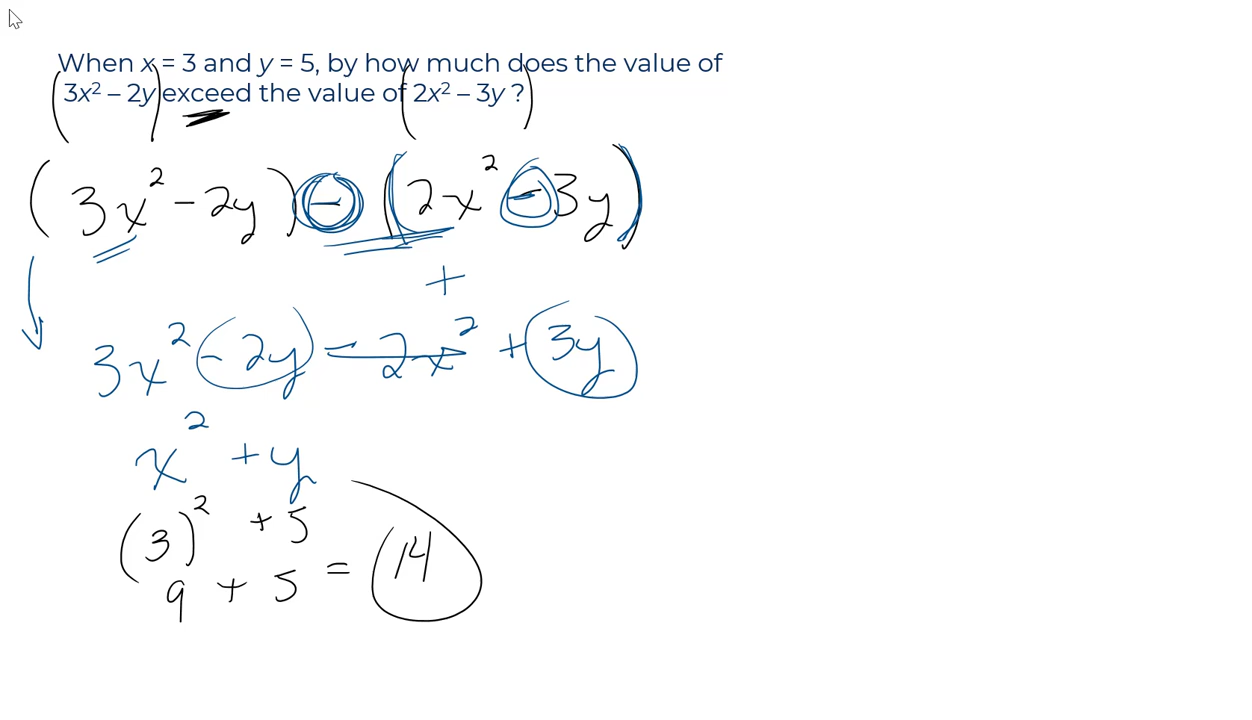 When x = 3 and y = 5, by how much does the value of
3x² – 2y exceed the value of 2x² – 3y ?
(3x² - 2y) - (2x² - 3y)
+
3x² - 2y - 2x² + 3y
x² + y
(3)² + 5
9 + 5 = 14